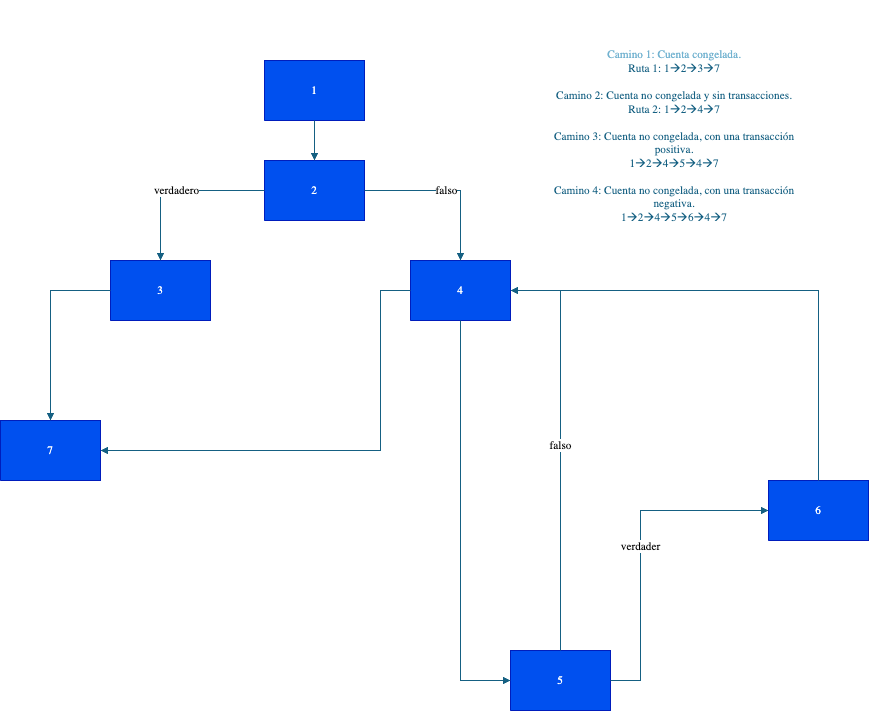 Camino 1: Cuenta congelada.
Ruta 1: 1→2→3→7
Camino 2: Cuenta no congelada y sin transacciones.
Ruta 2: 1→2→4→7
Camino 3: Cuenta no congelada, con una transacción
positiva.
1→2→4→5→4→7
Camino 4: Cuenta no congelada, con una transacción
negativa.
1→2→4→5→6→4→7
1
verdadero
2
falso
3
4
falso
7
6
verdader
5